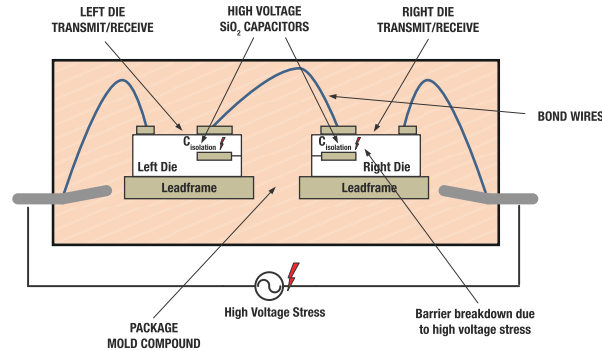 LEFT DIE
TRANSMIT/RECEIVE
HIGH VOLTAGE
SiO2 CAPACITORS
RIGHT DIE
TRANSMIT/RECEIVE
BOND WIRES
Cisolation
Left Die
Leadframe
Cisolation
Right Die
Leadframe
High Voltage Stress
PACKAGE
MOLD COMPOUND
Barrier breakdown due
to high voltage stress